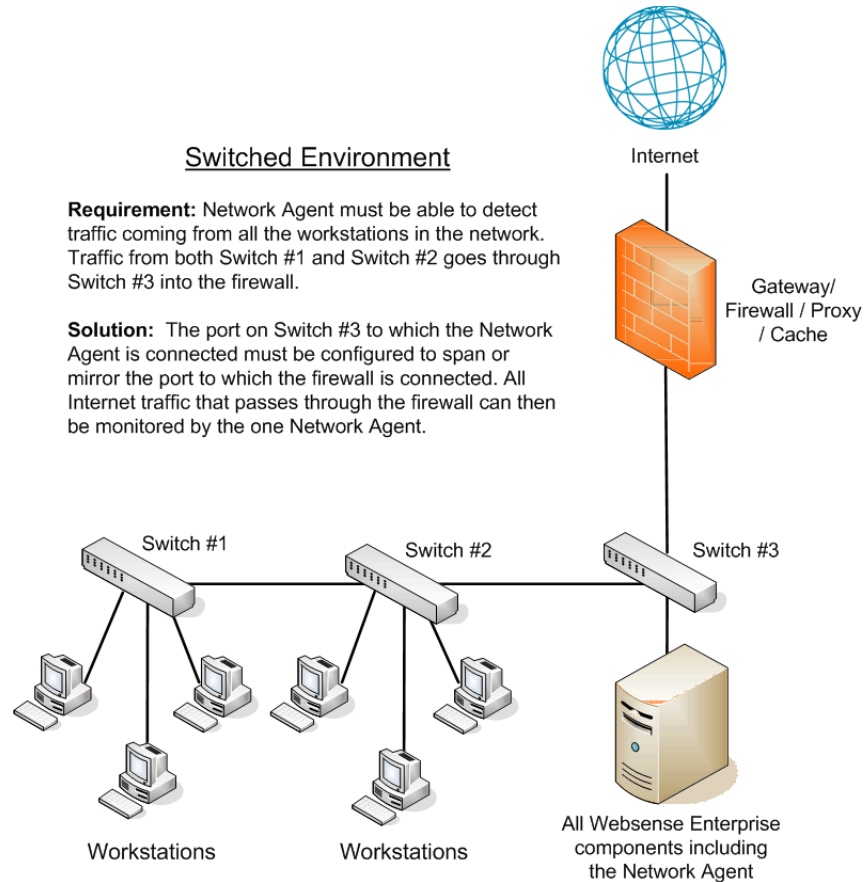 Internet
Switched Environment
Requirement: Network Agent must be able to detect
traffic coming from all the workstations in the network.
Traffic from both Switch #1 and Switch #2 goes through
Switch #3 into the firewall.
Solution: The port on Switch #3 to which the Network
Agent is connected must be configured to span or
mirror the port to which the firewall is connected. All
Internet traffic that passes through the firewall can then
be monitored by the one Network Agent.
Gateway/
Firewall / Proxy
/ Cache
Switch #1
Switch #2
Switch #3
Workstations
Workstations
All Websense Enterprise
components including
the Network Agent